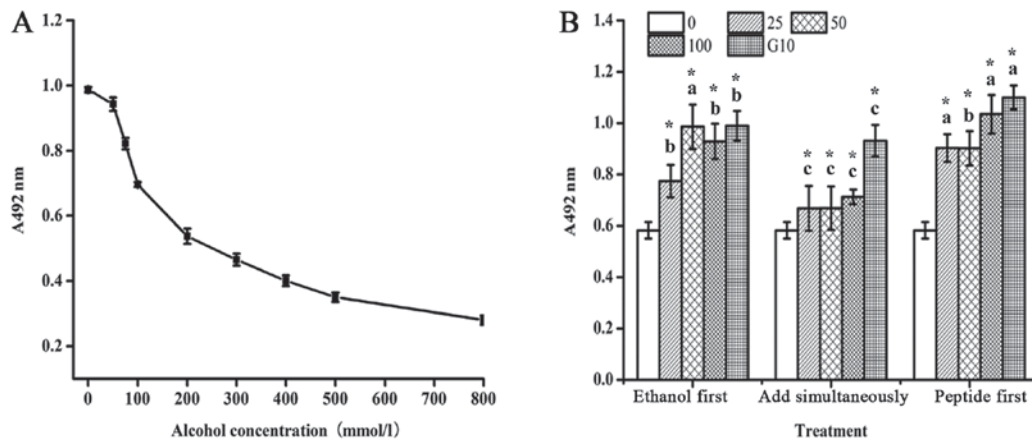 A
1.2
1.0
0.8
0.6
0.4
0.2
A492 nm
0 100 200 300 400 500 600 700 800
Alcohol concentration (mmol/l)
B
0 25 50
100 G10
1.4
1.2
1.0
0.8
0.6
0.4
0.2
0.0
A492 nm
* b
* a
* b
* b
* c
* c
* c
* c
* a
* b
* a
* a
Ethanol first Add simultaneously Peptide first
Treatment